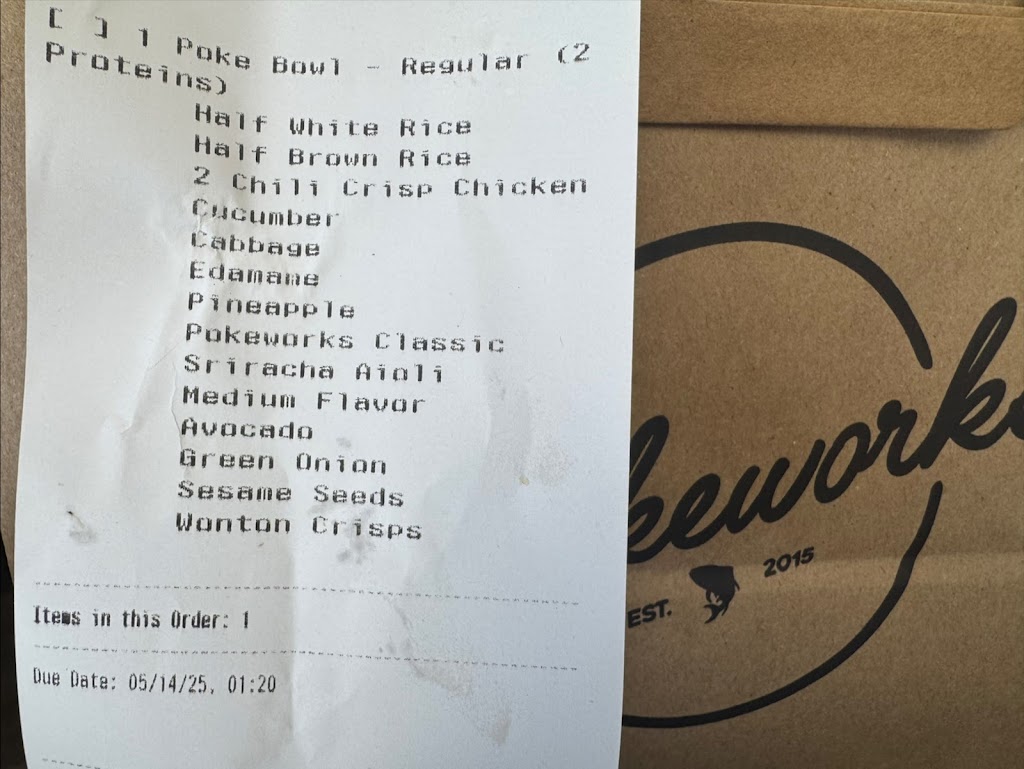 [ ] 1 Poke Bowl - Regular (2
Proteins)
Half White Rice
Half Brown Rice
2 Chili Crisp Chicken
Cucumber
Cabbage
Edamame
Pineapple
Pokeworks Classic
Sriracha Aioli
Medium Flavor
Avocado
Green Onion
Sesame Seeds
Wonton Crisps
Items in this Order: 1
Due Date: 05/14/25, 01:20
keworks
EST. 2015